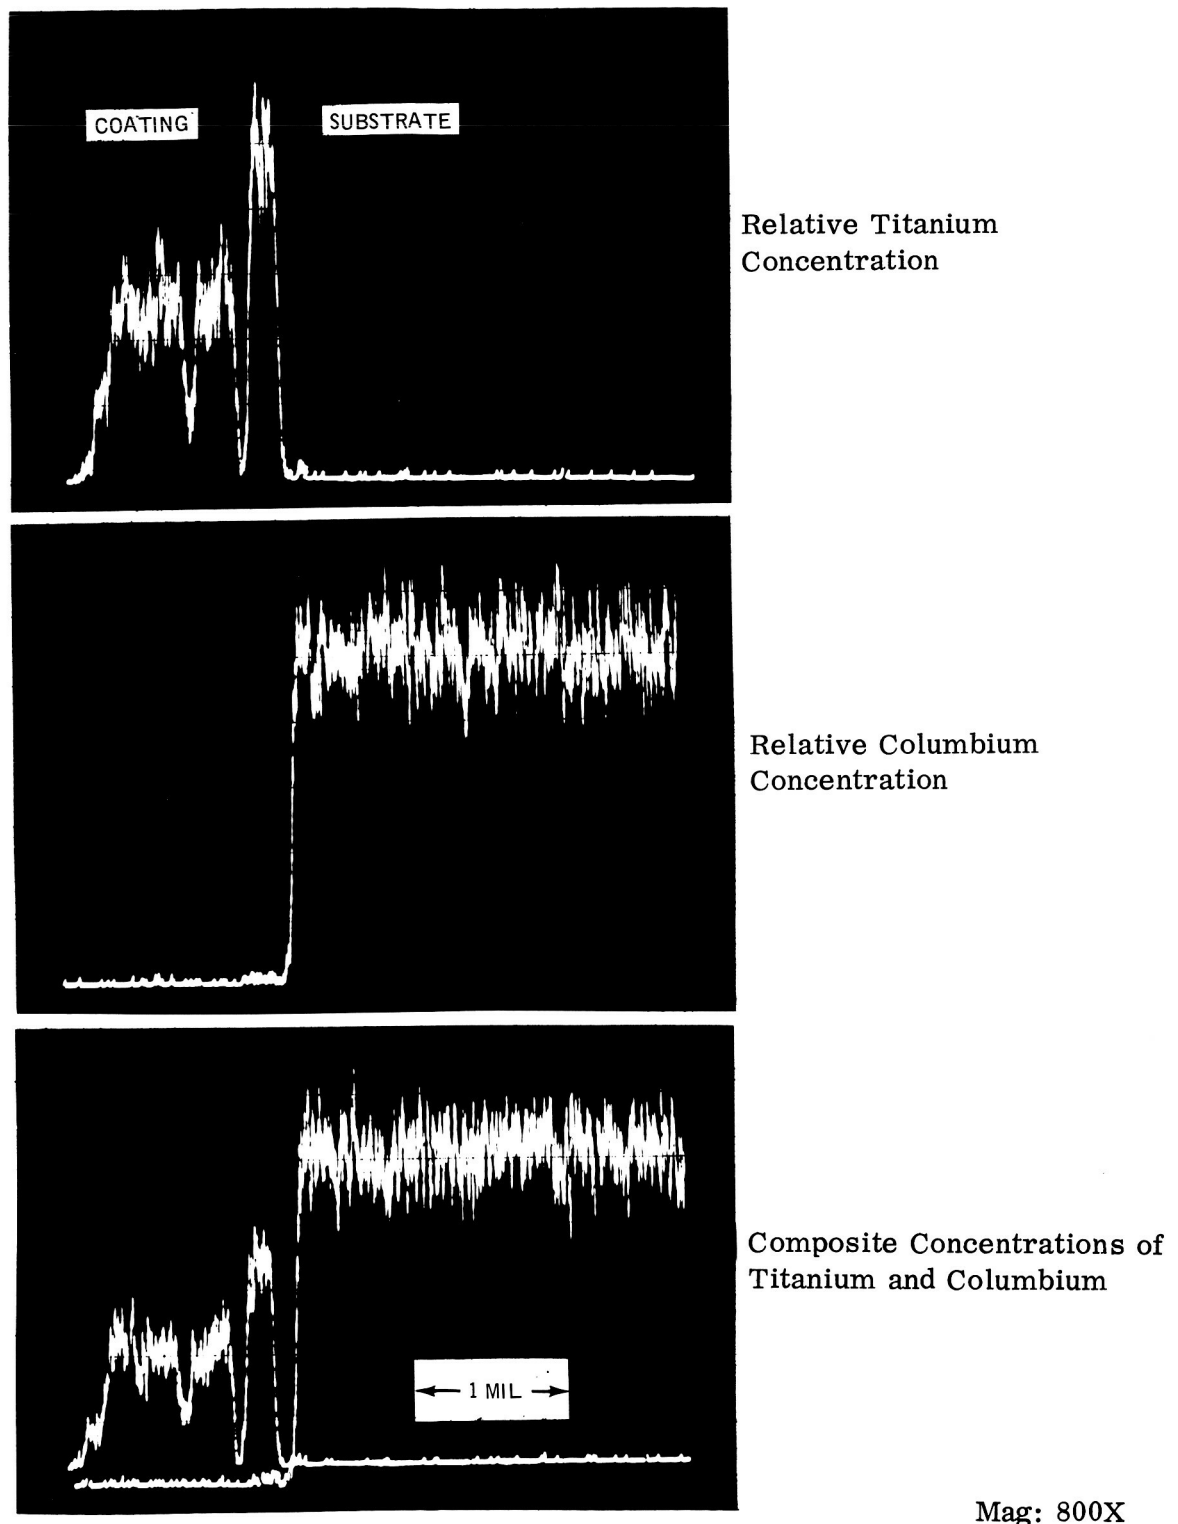 COATING
SUBSTRATE
Relative Titanium
Concentration
Relative Columbium
Concentration
Composite Concentrations of
Titanium and Columbium
1 MIL
Mag: 800X